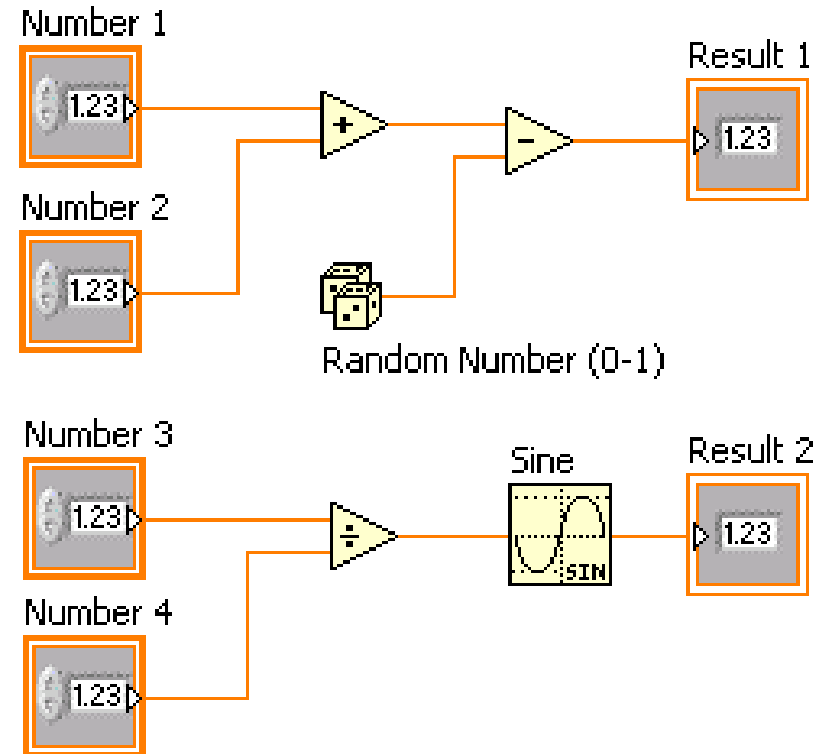 Number 1
1.23
Number 2
1.23
+
-
Result 1
1.23
Random Number (0-1)
Number 3
1.23
Number 4
1.23
÷
Sine
SIN
Result 2
1.23